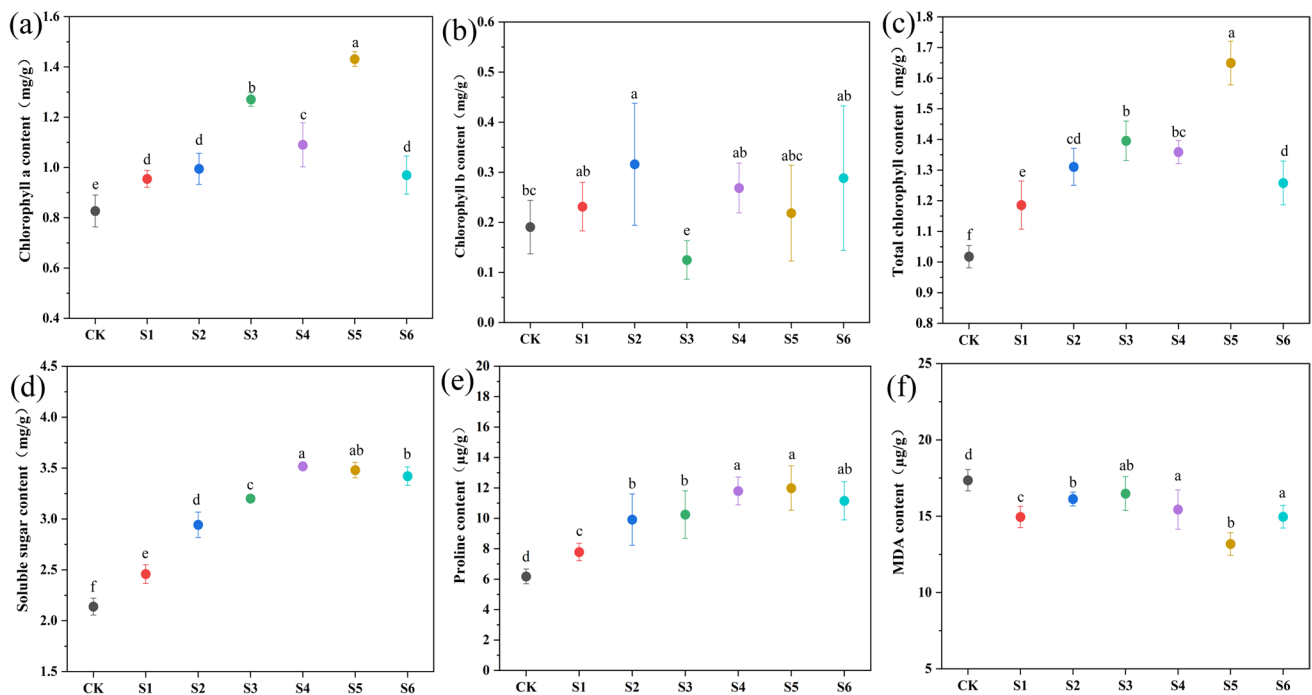 (a)
Chlorophyll a content（mg/g）
1.6
1.4
1.2
1.0
0.8
0.6
0.4
e
d
d
b
c
a
d
CK S1 S2 S3 S4 S5 S6
(b)
Chlorophyll b content（mg/g）
0.6
0.5
0.4
0.3
0.2
0.1
0.0
bc
ab
a
e
ab
abc
ab
CK S1 S2 S3 S4 S5 S6
(c)
Total chlorophyll content（mg/g）
1.8
1.7
1.6
1.5
1.4
1.3
1.2
1.1
1.0
0.9
0.8
f
e
cd
b
bc
a
d
CK S1 S2 S3 S4 S5 S6
(d)
Soluble sugar content（mg/g）
4.5
4.0
3.5
3.0
2.5
2.0
1.5
f
e
d
c
a
ab
b
CK S1 S2 S3 S4 S5 S6
(e)
Proline content（μg/g）
20
18
16
14
12
10
8
6
4
2
0
d
c
b
b
a
a
ab
CK S1 S2 S3 S4 S5 S6
(f)
MDA content（μg/g）
25
20
15
10
5
d
c
b
ab
a
b
a
CK S1 S2 S3 S4 S5 S6